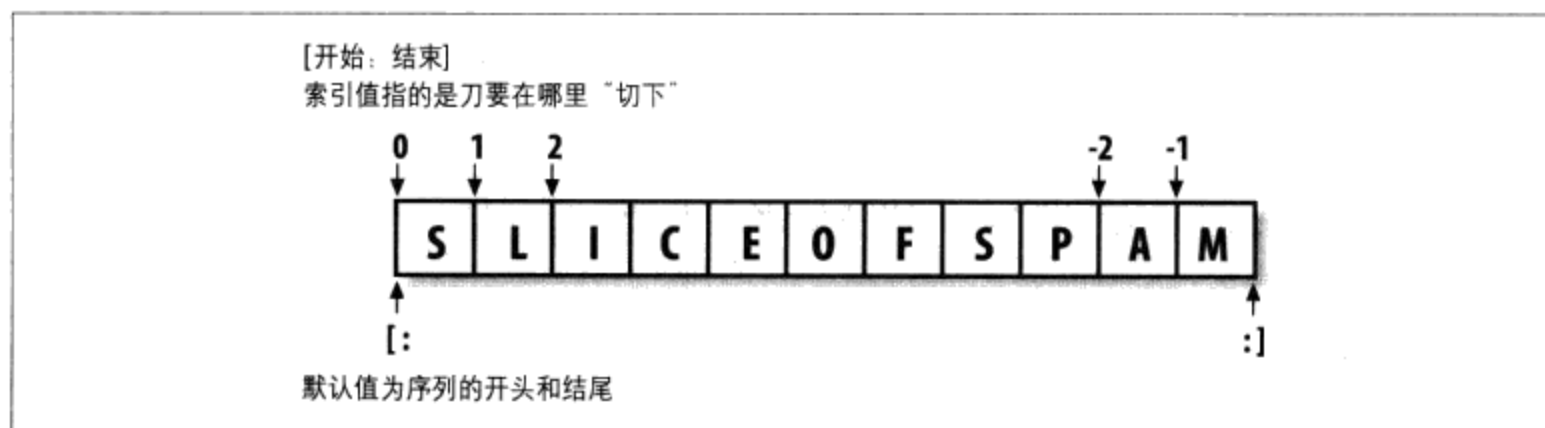 [开始：结束]
索引值指的是刀要在哪里“切下”
0 1 2 -2 -1
S L I C E O F S P A M
[: :]
默认值为序列的开头和结尾